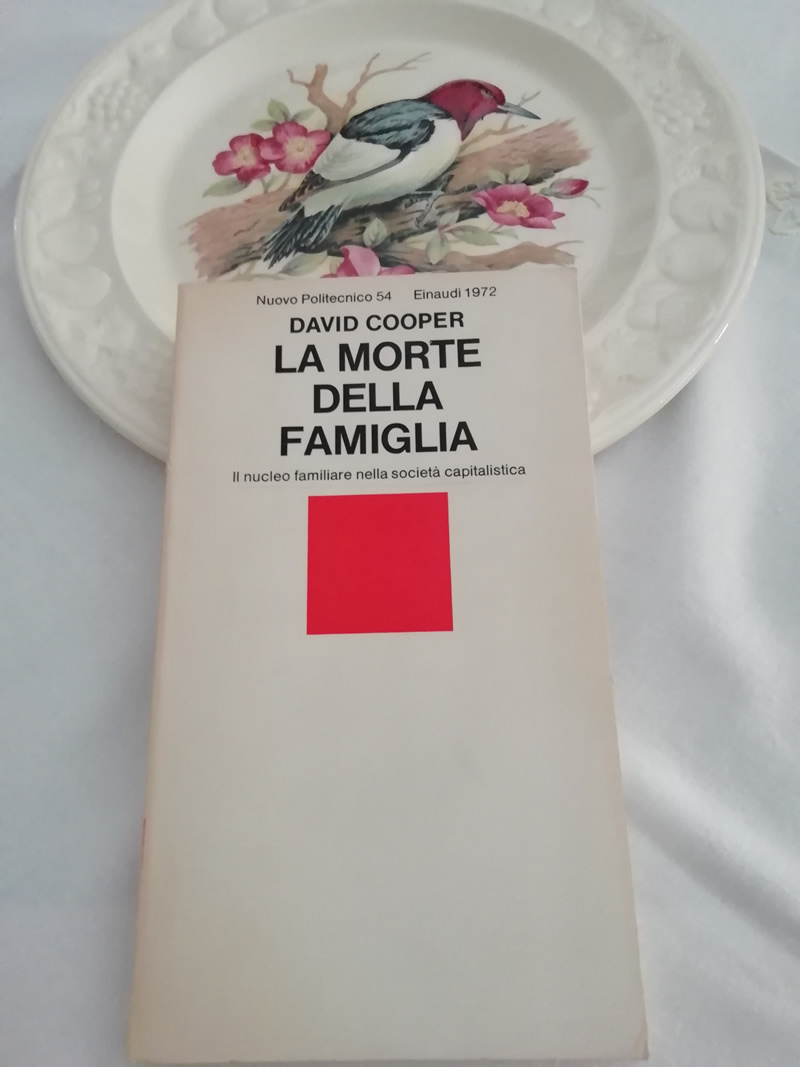 Nuovo Politecnico 54 Einaudi 1972
DAVID COOPER
LA MORTE
DELLA
FAMIGLIA
Il nucleo familiare nella società capitalistica